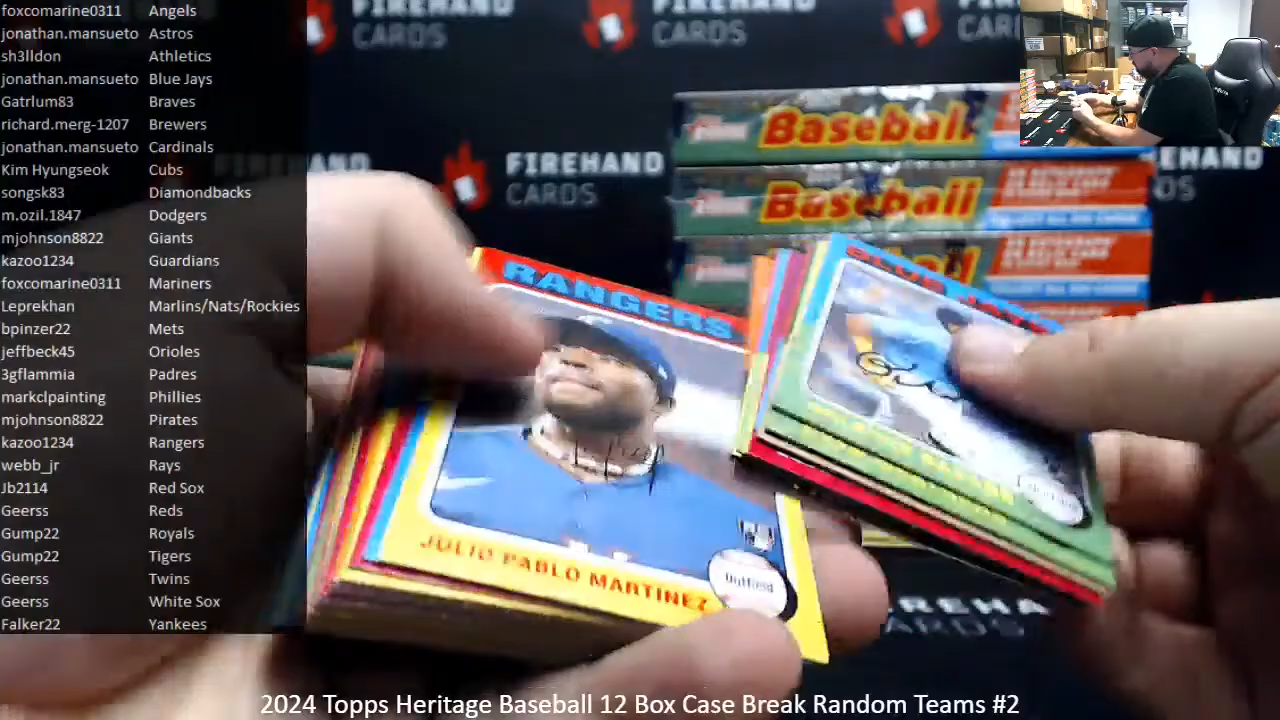 foxcomarine0311 Angels
jonathan.mansueto Astros
sh3lldon Athletics
jonathan.mansueto Blue Jays
Gatrlum83 Braves
richard.merg-1207 Brewers
jonathan.mansueto Cardinals
Kim Hyungseok Cubs
songsk83 Diamondbacks
m.ozil.1847 Dodgers
mjohnson8822 Giants
kazoo1234 Guardians
foxcomarine0311 Mariners
Leprekhan Marlins/Nats/Rockies
bpinzer22 Mets
jeffbeck45 Orioles
3gflammia Padres
markclpainting Phillies
mjohnson8822 Pirates
kazoo1234 Rangers
webb_jr Rays
Jb2114 Red Sox
Geerss Reds
Gump22 Royals
Gump22 Tigers
Geerss Twins
Geerss White Sox
Falker22 Yankees
FIREHAND CARDS
FIREHAND CARDS
FIREHAND CARDS
Baseball
Baseball
RANGERS
JULIO PABLO MARTINEZ
Outfield
2024 Topps Heritage Baseball 12 Box Case Break Random Teams #2